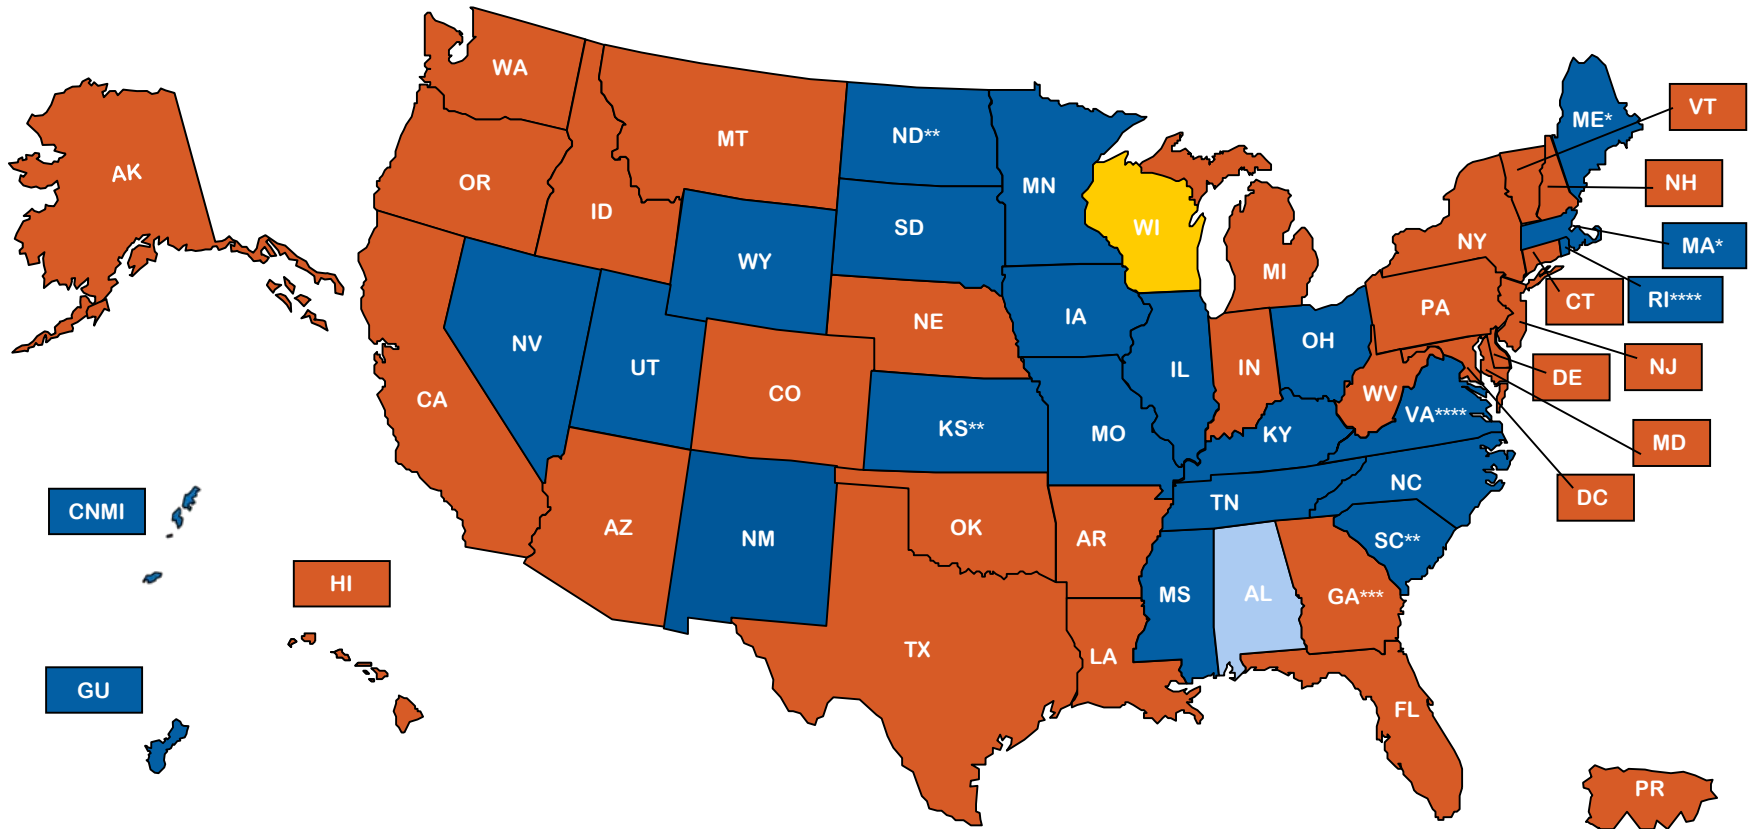 WA
MT
ND**
MN
ME*
VT
AK
OR
ID
SD
WI
NY
NH
MA*
WY
MI
RI****
CT
NV
UT
CO
NE
IA
IL
IN
OH
PA
NJ
DE
CA
KS**
MO
KY
WV
VA****
MD
DC
CNMI
AZ
NM
OK
AR
TN
NC
SC**
HI
TX
LA
MS
AL
GA***
FL
GU
PR